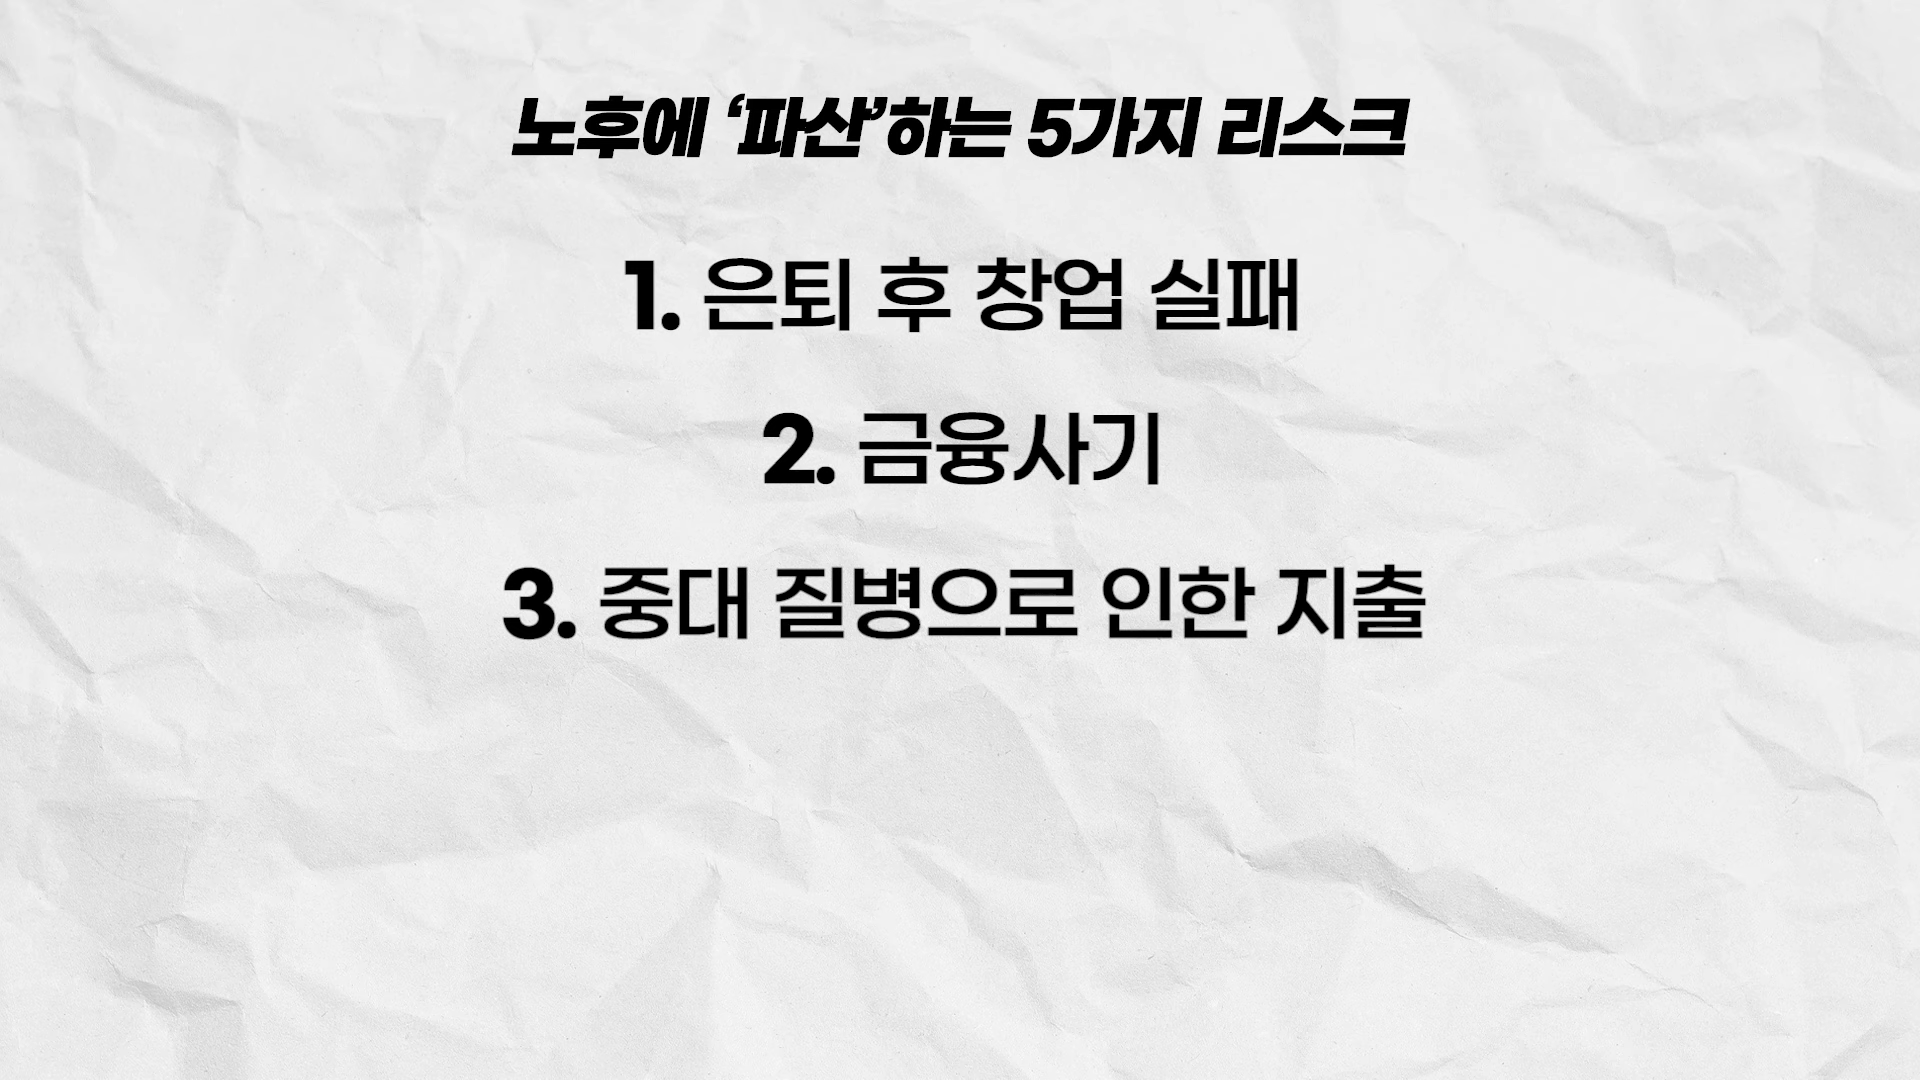 노후에 ‘파산’하는 5가지 리스크
1. 은퇴 후 창업 실패
2. 금융사기
3. 중대 질병으로 인한 지출